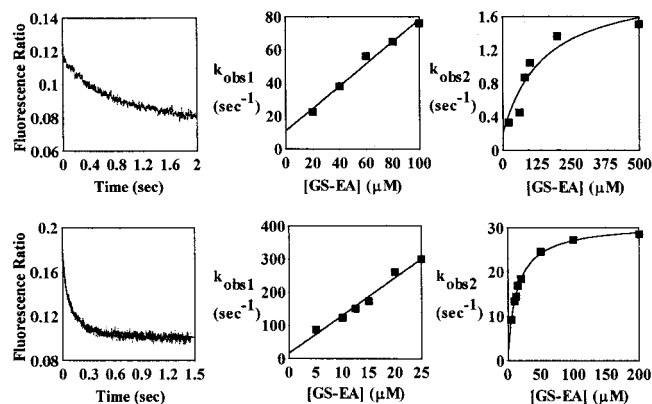 Fluorescence Ratio
0.14
0.12
0.1
0.08
0.06
0 0.4 0.8 1.2 1.6 2
Time (sec)
k obs1
(sec-1)
80
60
40
20
0
0 20 40 60 80 100
[GS-EA] (μM)
k obs2
(sec-1)
1.6
1.2
0.8
0.4
0
0 125 250 375 500
[GS-EA] (μM)
Fluorescence Ratio
0.2
0.16
0.12
0.08
0 0.3 0.6 0.9 1.2 1.5
Time (sec)
k obs1
(sec-1)
400
300
200
100
0
0 5 10 15 20 25
[GS-EA] (μM)
k obs2
(sec-1)
30
20
10
0
0 50 100 150 200
[GS-EA] (μM)